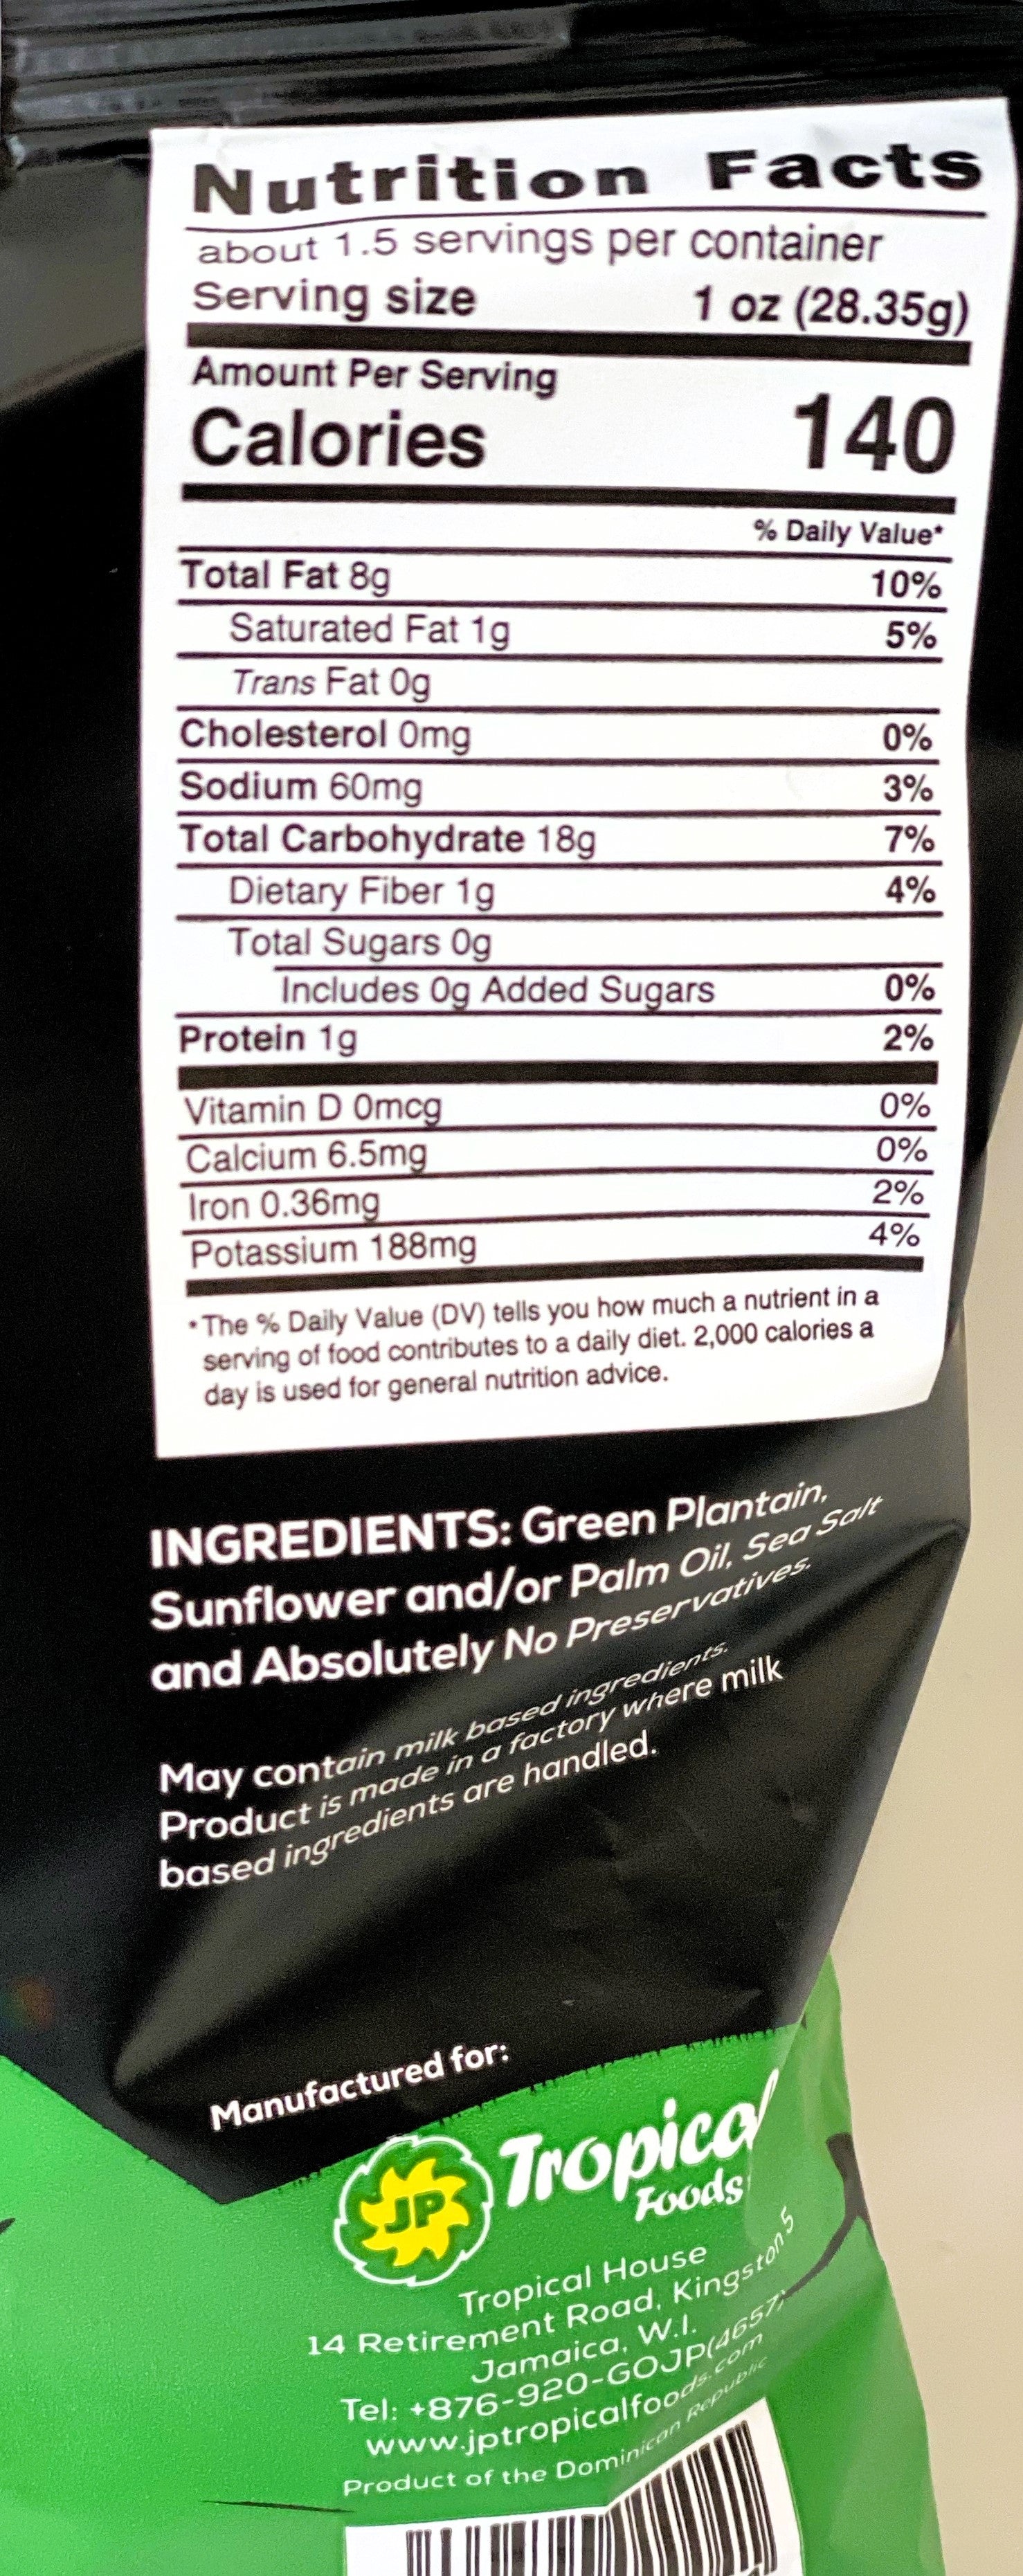 Nutrition Facts
about 1.5 servings per container
Serving size 1 oz (28.35g)
Amount Per Serving
Calories 140
% Daily Value*
Total Fat 8g 10%
Saturated Fat 1g 5%
Trans Fat 0g
Cholesterol 0mg 0%
Sodium 60mg 3%
Total Carbohydrate 18g 7%
Dietary Fiber 1g 4%
Total Sugars 0g
Includes 0g Added Sugars 0%
Protein 1g 2%
Vitamin D 0mcg 0%
Calcium 6.5mg 0%
Iron 0.36mg 2%
Potassium 188mg 4%
*The % Daily Value (DV) tells you how much a nutrient in a
serving of food contributes to a daily diet. 2,000 calories a
day is used for general nutrition advice.
INGREDIENTS: Green Plantain,
Sunflower and/or Palm Oil, Sea Salt
and Absolutely No Preservatives.
May contain milk based ingredients.
Product is made in a factory where milk
based ingredients are handled.
Manufactured for:
JP Tropical
Foods
Tropical House
14 Retirement Road, Kingston 5
Jamaica, W.I.
Tel: +876-920-GOJP(4657)
www.jptropicalfoods.com
Product of the Dominican Republic